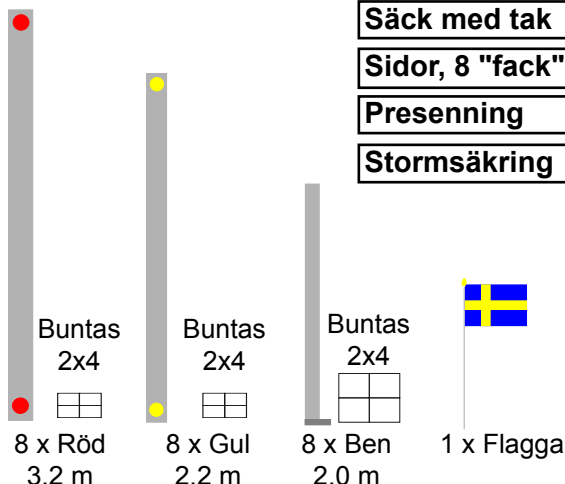 Säck med tak
Sidor, 8 "fack"
Presenning
Stormsäkring
Buntas
2x4
Buntas
2x4
Buntas
2x4
8 x Röd
3,2 m
8 x Gul
2,2 m
8 x Ben
2,0 m
1 x Flagga